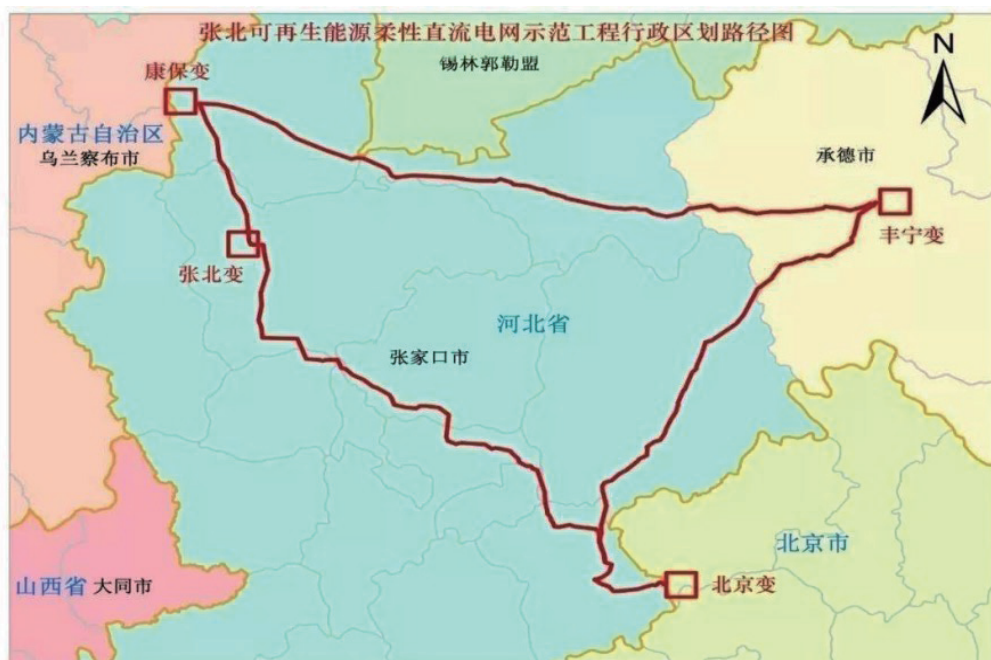 张北可再生能源柔性直流电网示范工程行政区划路径图
N
锡林郭勒盟
康保变
内蒙古自治区
乌兰察布市
承德市
丰宁变
张北变
河北省
张家口市
北京市
山西省 大同市
北京变